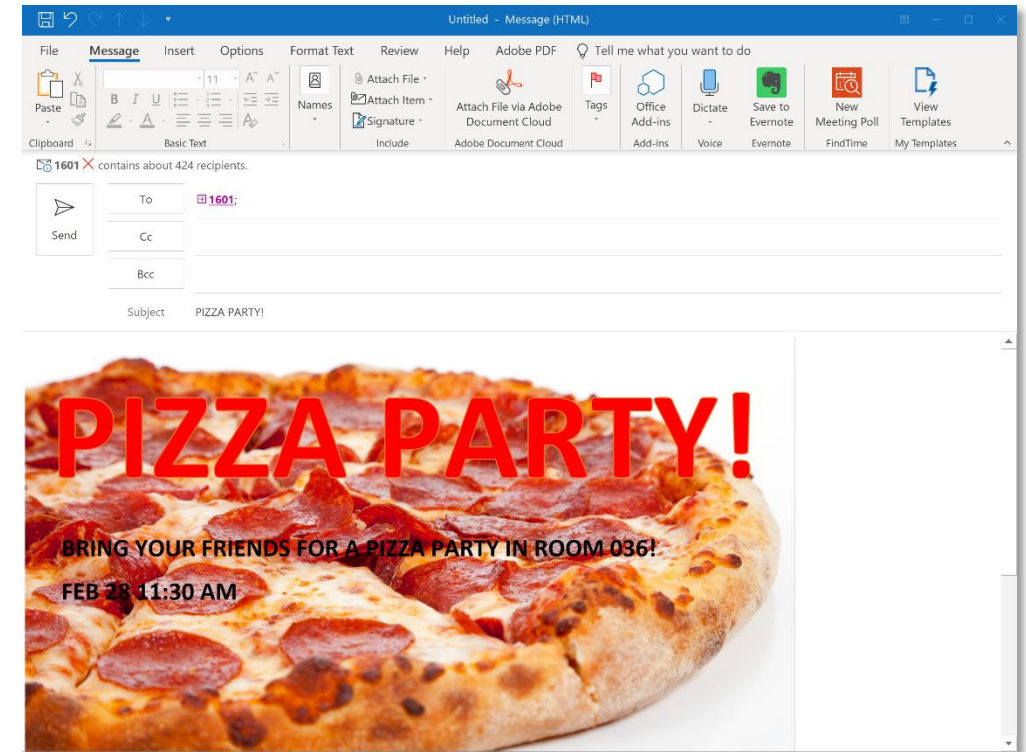 Untitled - Message (HTML)
File Message Insert Options Format Text Review Help Adobe PDF Tell me what you want to do
Paste
11 A^ A˅
B I U
A
Names
Attach File
Attach Item
Signature
Attach File via Adobe
Document Cloud
Tags
Office
Add-ins
Dictate
Save to
Evernote
New
Meeting Poll
View
Templates
Clipboard Basic Text Include Adobe Document Cloud Add-ins Voice Evernote FindTime My Templates
1601 contains about 424 recipients.
Send
To 1601;
Cc
Bcc
Subject PIZZA PARTY!
PIZZA PARTY!
BRING YOUR FRIENDS FOR A PIZZA PARTY IN ROOM 036!
FEB 28 11:30 AM